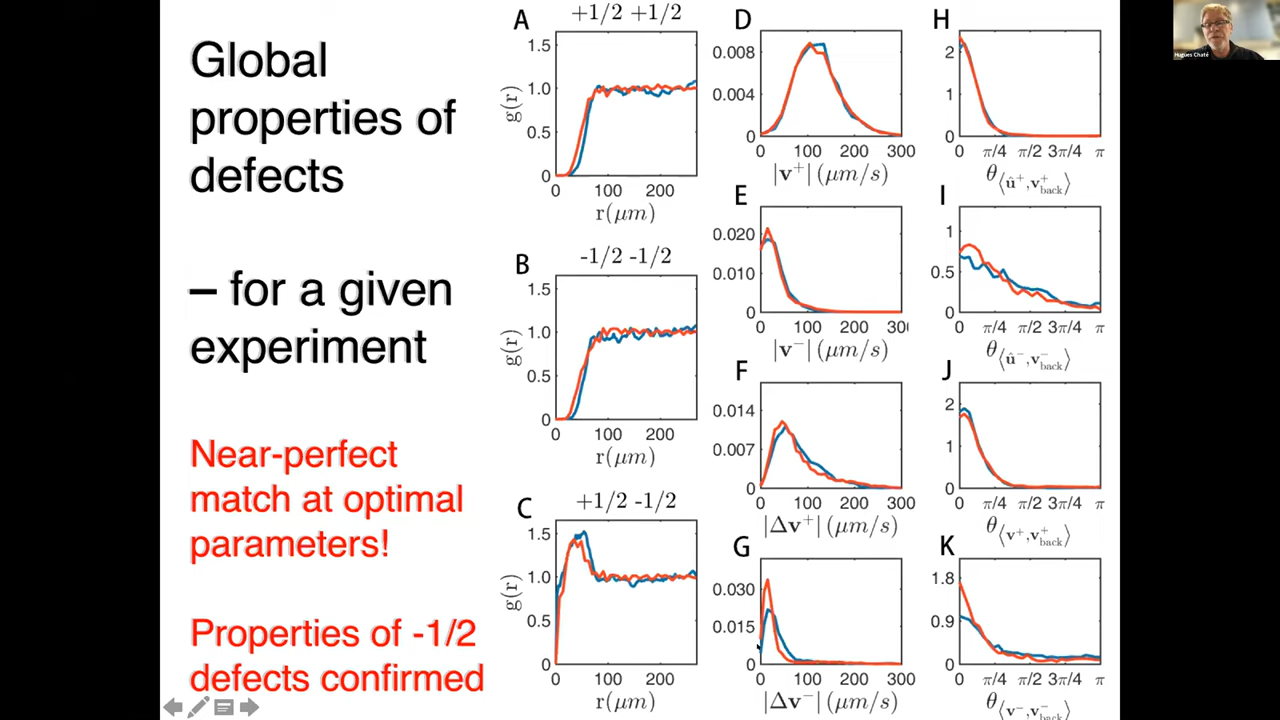 Global
properties of
defects
– for a given
experiment
Near-perfect
match at optimal
parameters!
Properties of -1/2
defects confirmed
A
+1/2 +1/2
1.5
1.0
0.5
0
g(r)
0 100 200
r(μm)
B
-1/2 -1/2
1.5
1.0
0.5
0
g(r)
0 100 200
r(μm)
C
+1/2 -1/2
1.5
1.0
0.5
0
g(r)
0 100 200
r(μm)
D
0.008
0.004
0
0 100 200 300
|v⁺| (μm/s)
E
0.020
0.010
0
0 100 200 30
|v⁻| (μm/s)
F
0.014
0.007
0
0 100 200 300
|Δv⁺| (μm/s)
G
0.030
0.015
0
0 100 200 300
|Δv⁻| (μm/s)
H
2
1
0
0 π/4 π/2 3π/4 π
θ⟨û⁺,v⁺back⟩
I
1
0.5
0
0 π/4 π/2 3π/4 π
θ⟨û⁻,v⁻back⟩
J
2
1
0
0 π/4 π/2 3π/4 π
θ⟨v⁺,v⁺back⟩
K
1.8
0.9
0
0 π/4 π/2 3π/4 π
θ⟨v⁻,v⁻back⟩
Hugues Chaté